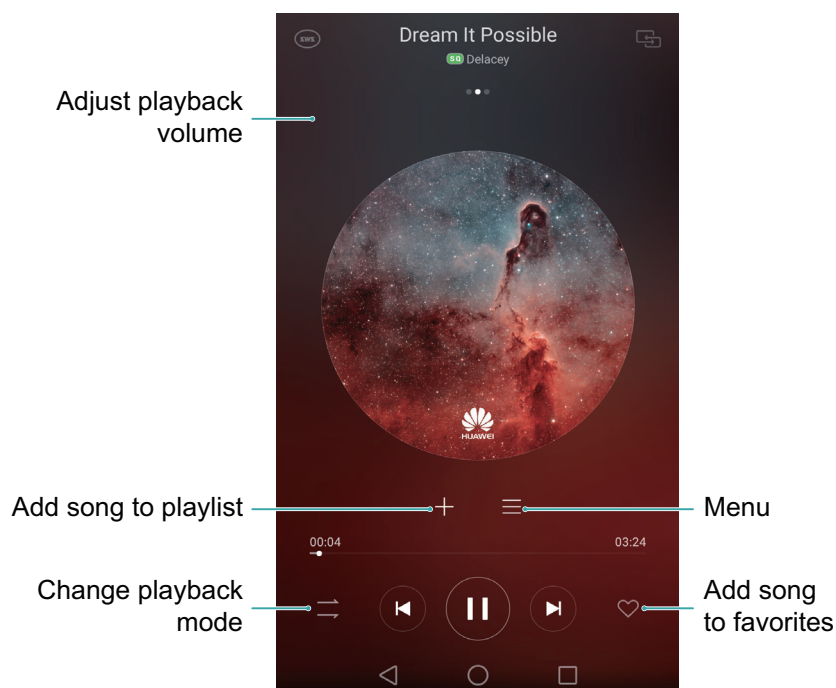 SWS
Dream It Possible
SQ Delacey
Adjust playback
volume
HUAWEI
Add song to playlist
Menu
00:04
03:24
Change playback
mode
Add song
to favorites